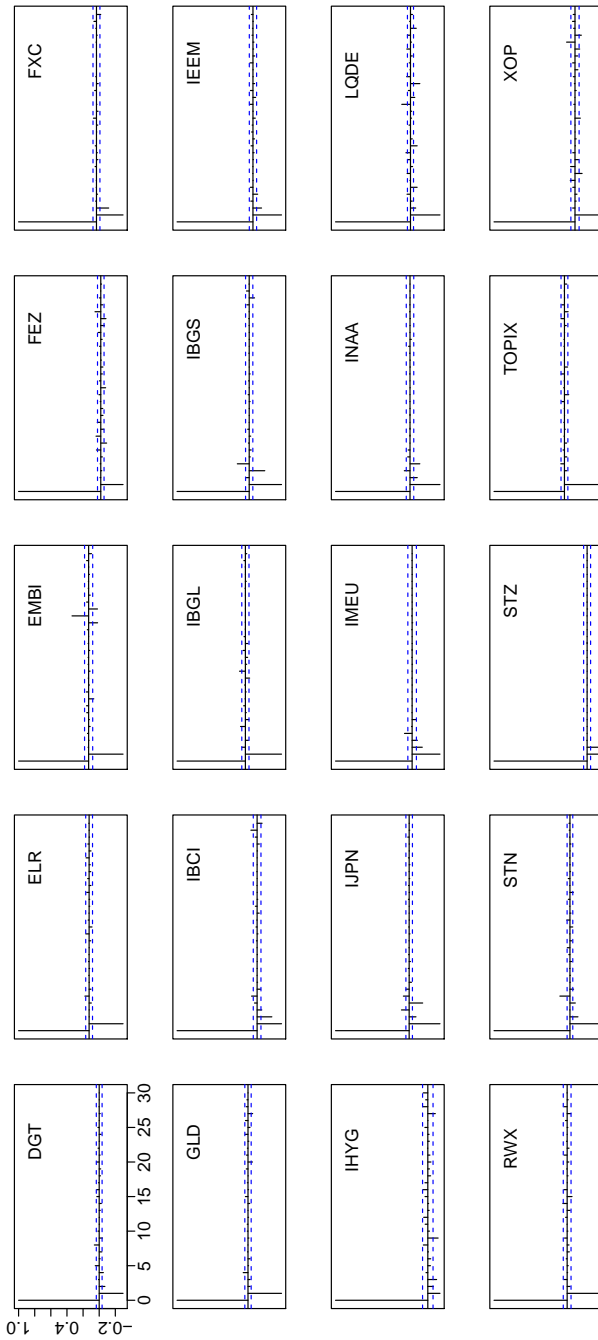 DGT ELR EMBI FEZ FXC
1.0
0.4
−0.2
0 5 10 15 20 25 30
GLD IBCI IBGL IBGS IEEM
IHYG IJPN IMEU INAA LQDE
RWX STN STZ TOPIX XOP